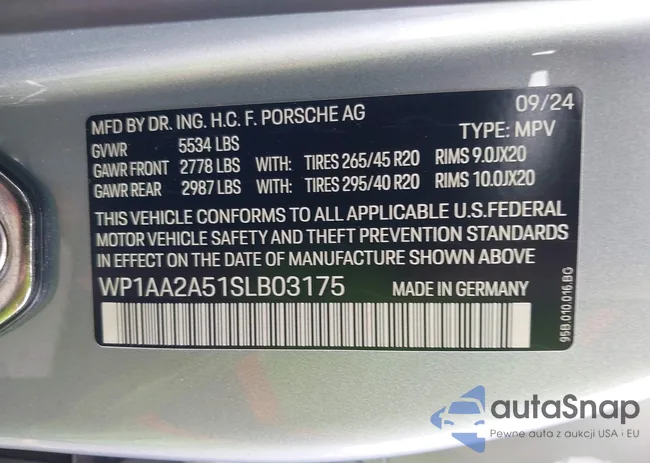 MFD BY DR. ING. H.C. F. PORSCHE AG 09/24
GVWR 5534 LBS TYPE: MPV
GAWR FRONT 2778 LBS WITH: TIRES 265/45 R20 RIMS 9.0JX20
GAWR REAR 2987 LBS WITH: TIRES 295/40 R20 RIMS 10.0JX20
THIS VEHICLE CONFORMS TO ALL APPLICABLE U.S.FEDERAL
MOTOR VEHICLE SAFETY AND THEFT PREVENTION STANDARDS
IN EFFECT ON THE DATE OF MANUFACTURE SHOWN ABOVE
WP1AA2A51SLB03175 MADE IN GERMANY
95B.010.016.BG
autaSnap
Pewne auta z aukcji USA i EU